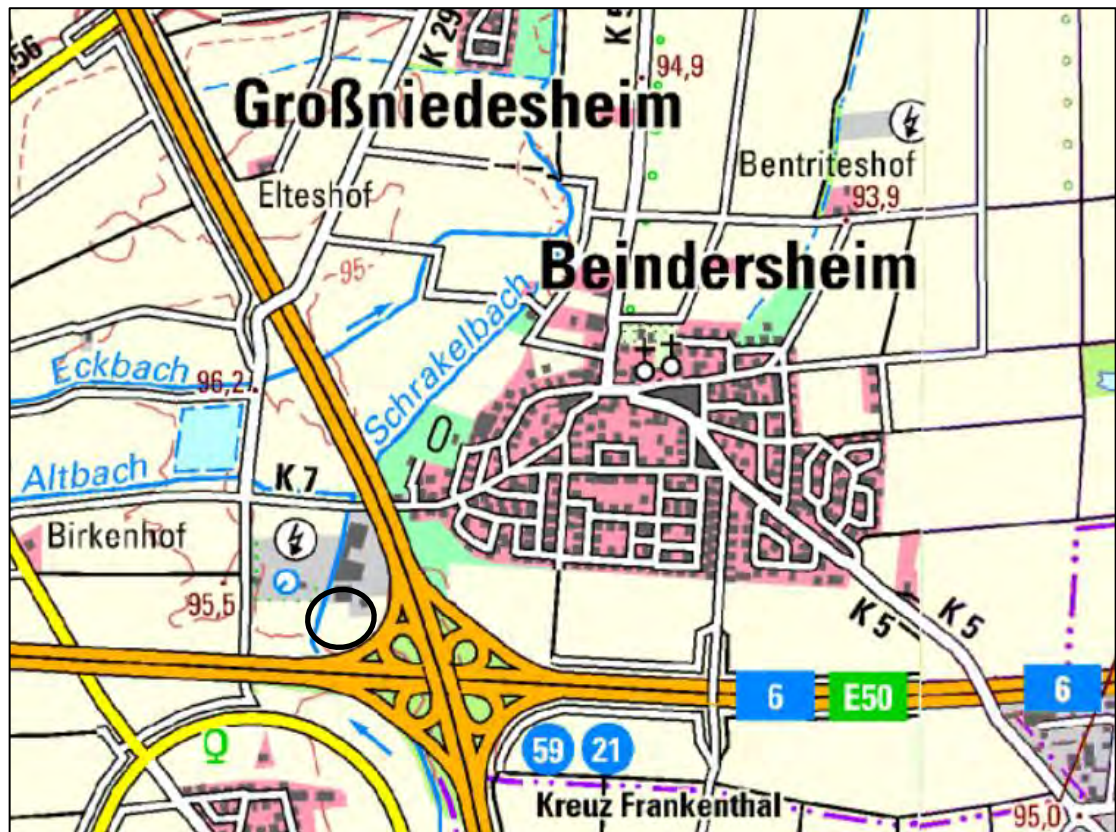 K 29
K 5
94,9
Großniedesheim
Bentriteshof
Elteshof
93,9
-95-
Beindersheim
Schrakelbach
Eckbach
96,2
Altbach
K 7
Birkenhof
95,5
K 5
K 5
6
E50
6
59
21
Kreuz Frankenthal
95,0